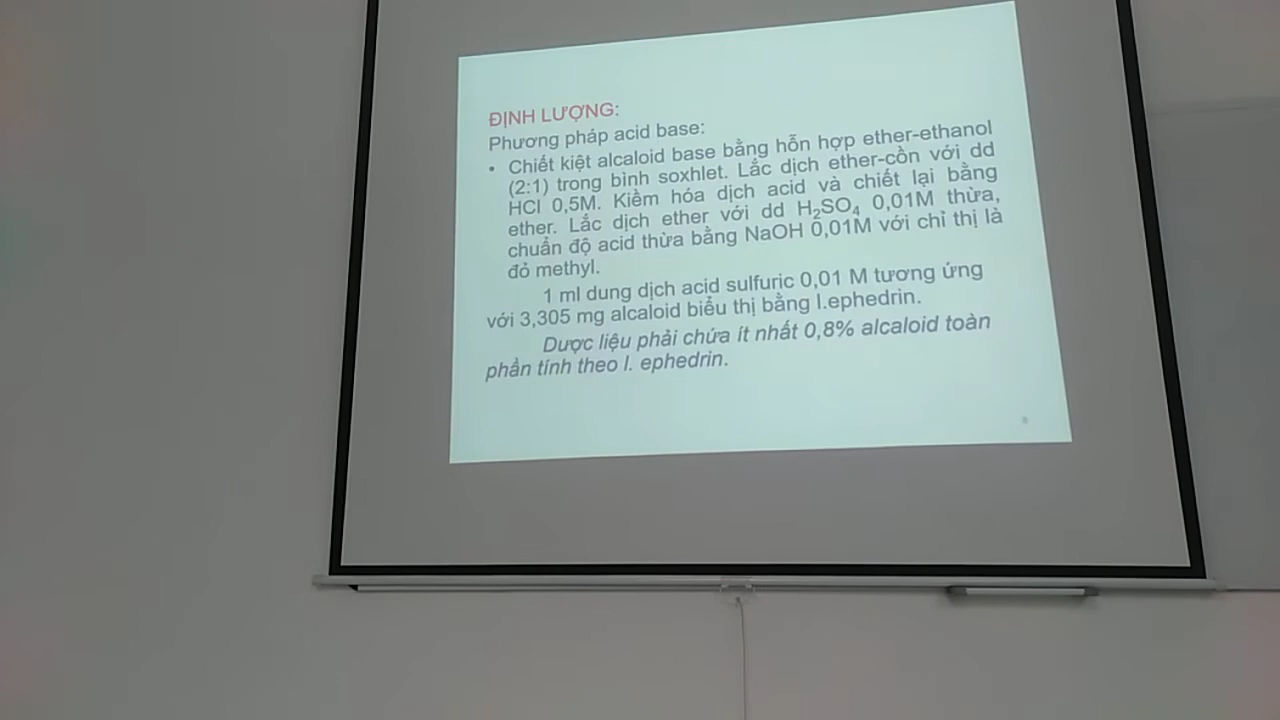 ĐỊNH LƯỢNG:
Phương pháp acid base:
• Chiết kiệt alcaloid base bằng hỗn hợp ether-ethanol
(2:1) trong bình soxhlet. Lắc dịch ether-cồn với dd
HCl 0,5M. Kiềm hóa dịch acid và chiết lại bằng
ether. Lắc dịch ether với dd H₂SO₄ 0,01M thừa,
chuẩn độ acid thừa bằng NaOH 0,01M với chỉ thị là
đỏ methyl.
1 ml dung dịch acid sulfuric 0,01 M tương ứng
với 3,305 mg alcaloid biểu thị bằng l.ephedrin.
Dược liệu phải chứa ít nhất 0,8% alcaloid toàn
phần tính theo l. ephedrin.